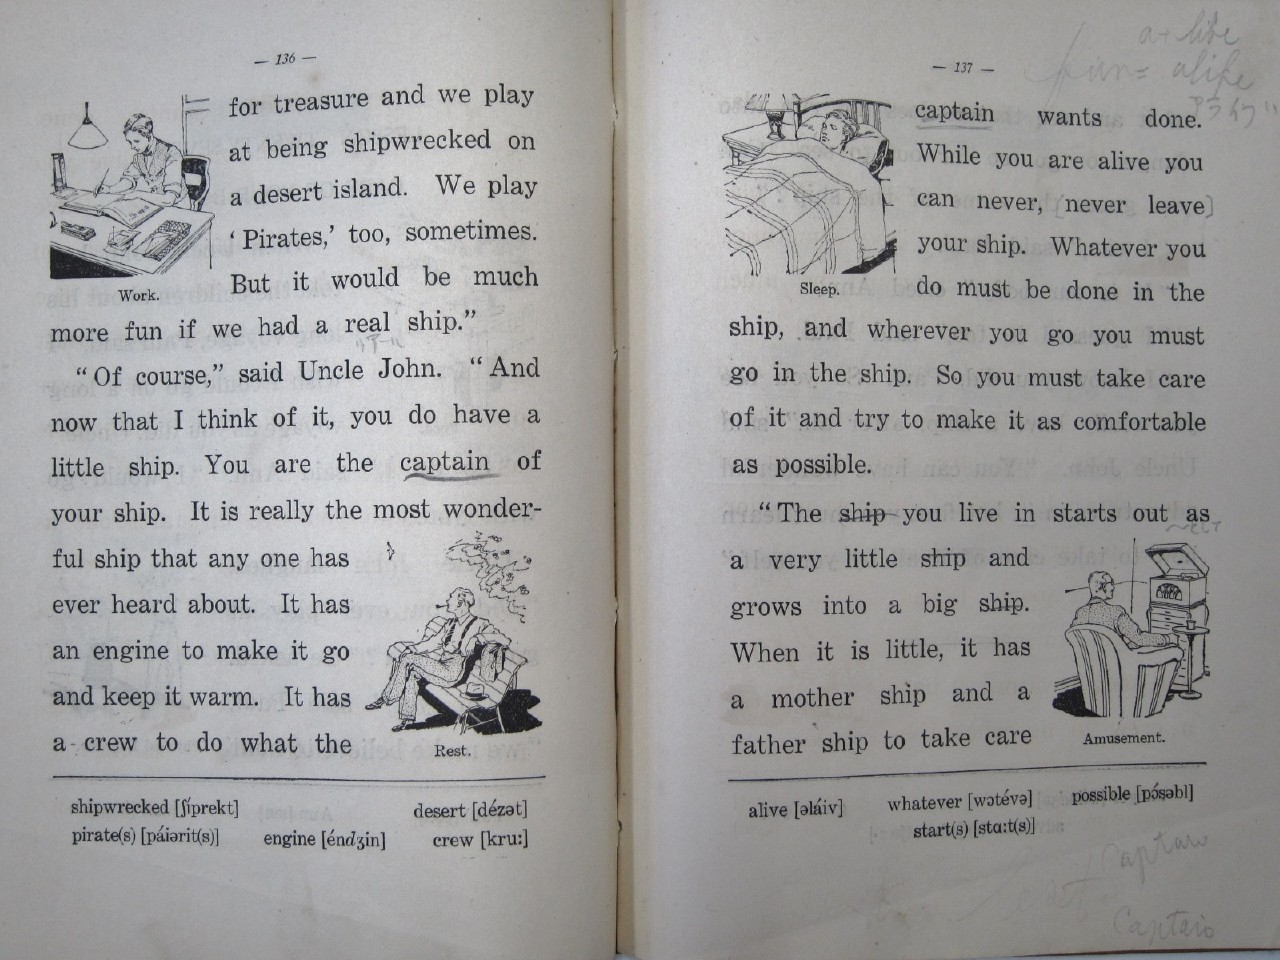 — 136 —
for treasure and we play
at being shipwrecked on
a desert island. We play
‘Pirates,’ too, sometimes.
But it would be much
Work.
more fun if we had a real ship.”
“Of course,” said Uncle John. “And
now that I think of it, you do have a
little ship. You are the captain of
your ship. It is really the most wonder-
ful ship that any one has
ever heard about. It has
an engine to make it go
and keep it warm. It has
a crew to do what the
Rest.
shipwrecked [ʃíprekt] desert [dézət]
pirate(s) [páiərit(s)] engine [éndʒin] crew [kru:]
— 137 —
alife
captain wants done.
While you are alive you
can never, never leave
your ship. Whatever you
do must be done in the
Sleep.
ship, and wherever you go you must
go in the ship. So you must take care
of it and try to make it as comfortable
as possible.
“The ship you live in starts out as
a very little ship and
grows into a big ship.
When it is little, it has
a mother ship and a
father ship to take care
Amusement.
alive [əláiv] whatever [wɔtévə] possible [pɔ́səbl]
start(s) [stɑ:t(s)]
Captain
Captain